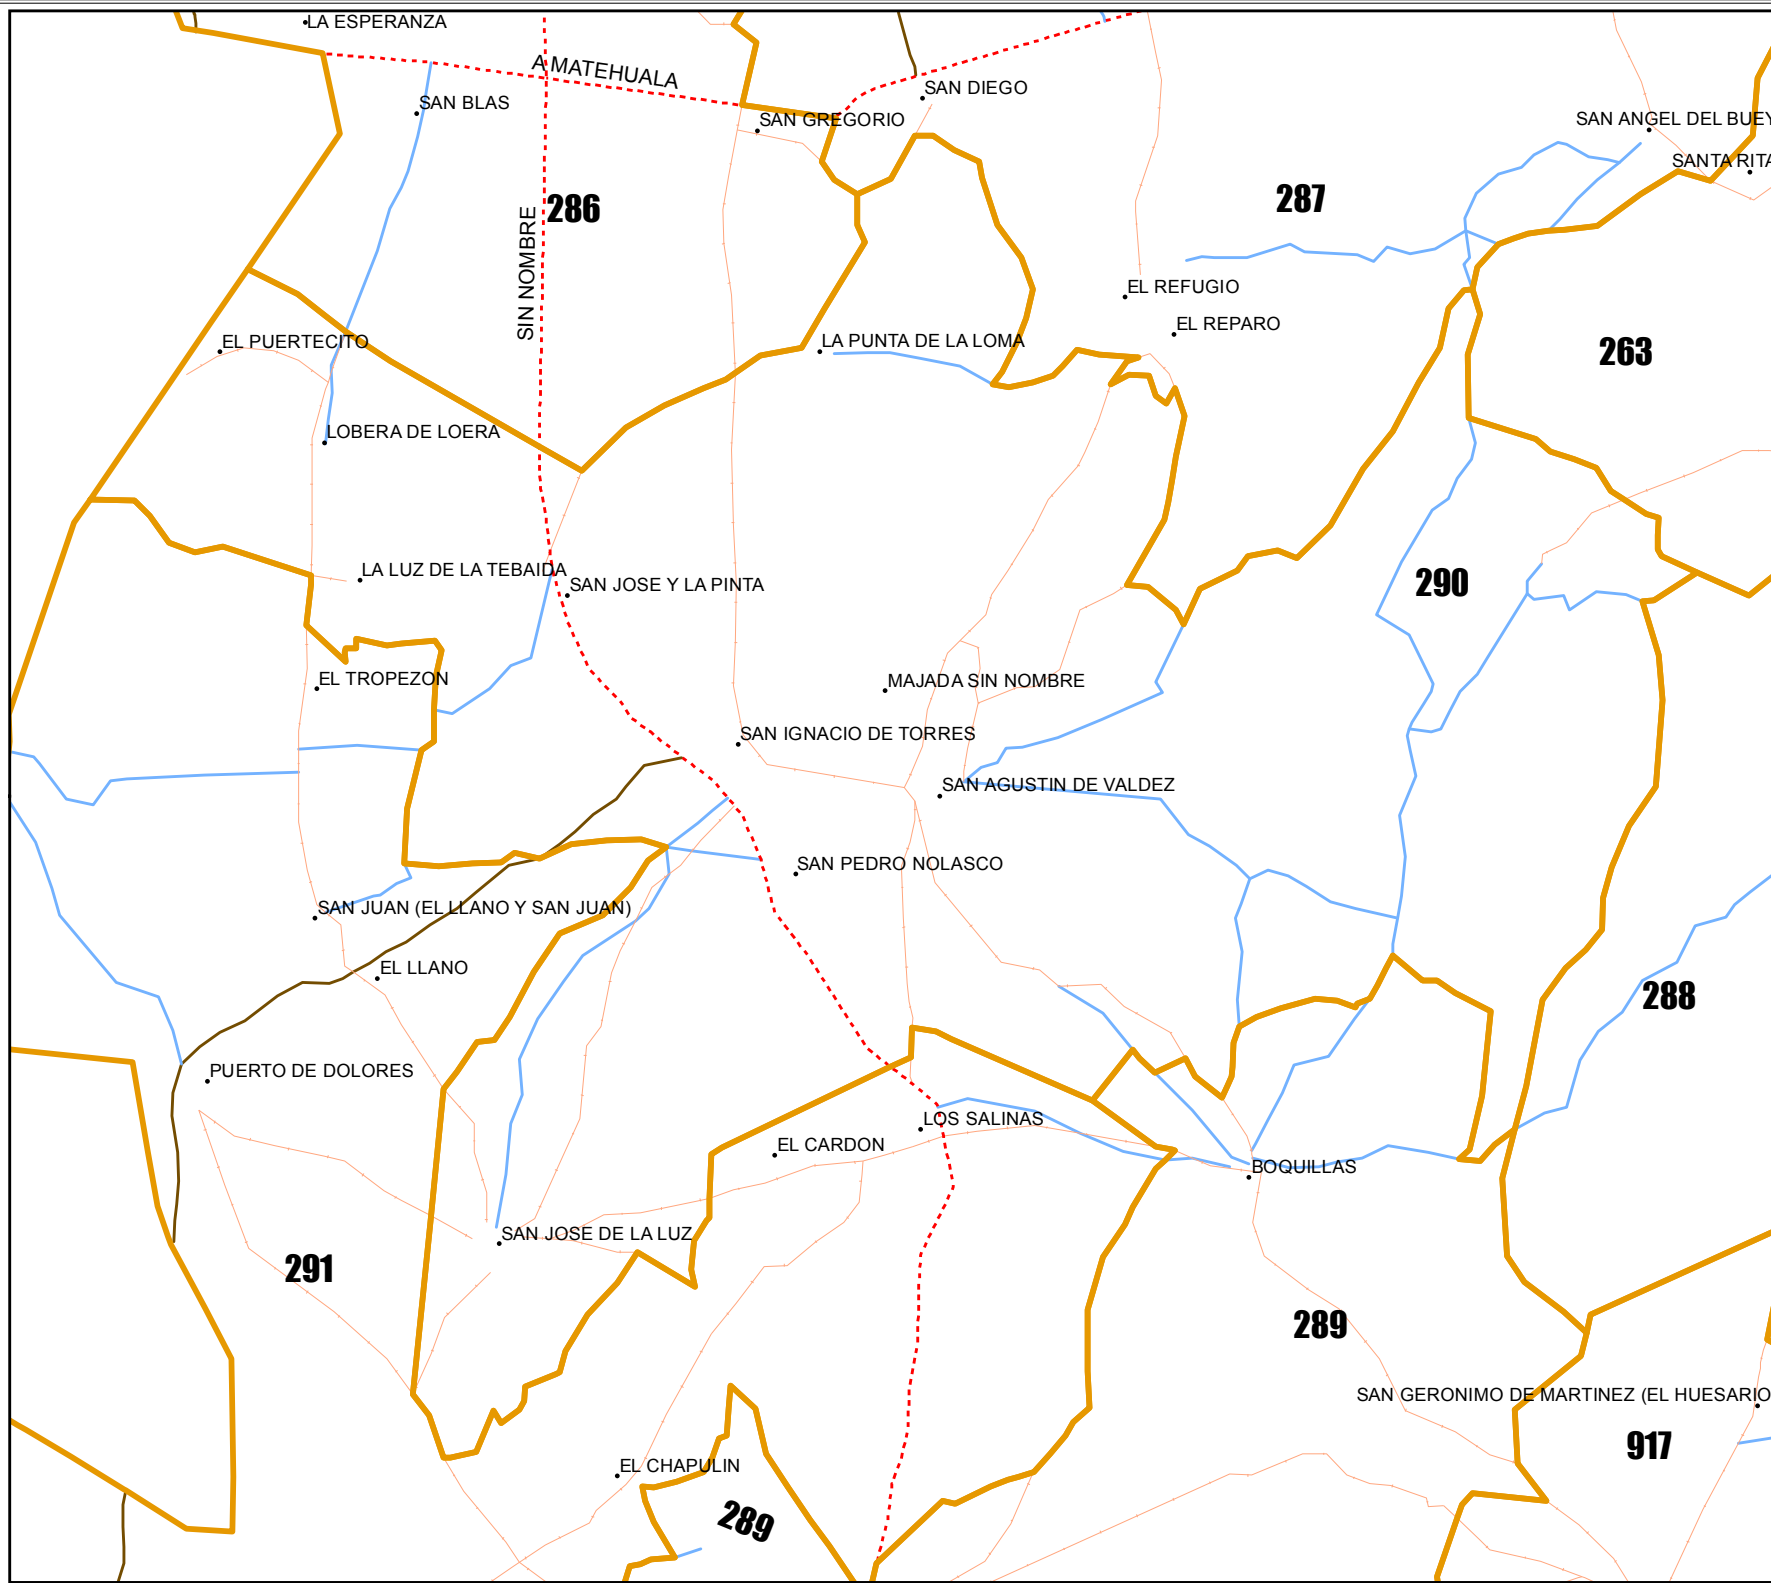 LA ESPERANZA
A MATEHUALA
SAN BLAS
SAN DIEGO
SAN GREGORIO
SAN ANGEL DEL BUEY
SANTA RITA
286
287
SIN NOMBRE
EL REFUGIO
EL REPARO
EL PUERTECITO
LA PUNTA DE LA LOMA
263
LOBERA DE LOERA
LA LUZ DE LA TEBAIDA
SAN JOSE Y LA PINTA
290
EL TROPEZON
MAJADA SIN NOMBRE
SAN IGNACIO DE TORRES
SAN AGUSTIN DE VALDEZ
SAN PEDRO NOLASCO
SAN JUAN (EL LLANO Y SAN JUAN)
EL LLANO
288
PUERTO DE DOLORES
LOS SALINAS
EL CARDON
BOQUILLAS
SAN JOSE DE LA LUZ
291
289
SAN GERONIMO DE MARTINEZ (EL HUESARIO
917
EL CHAPULIN
289